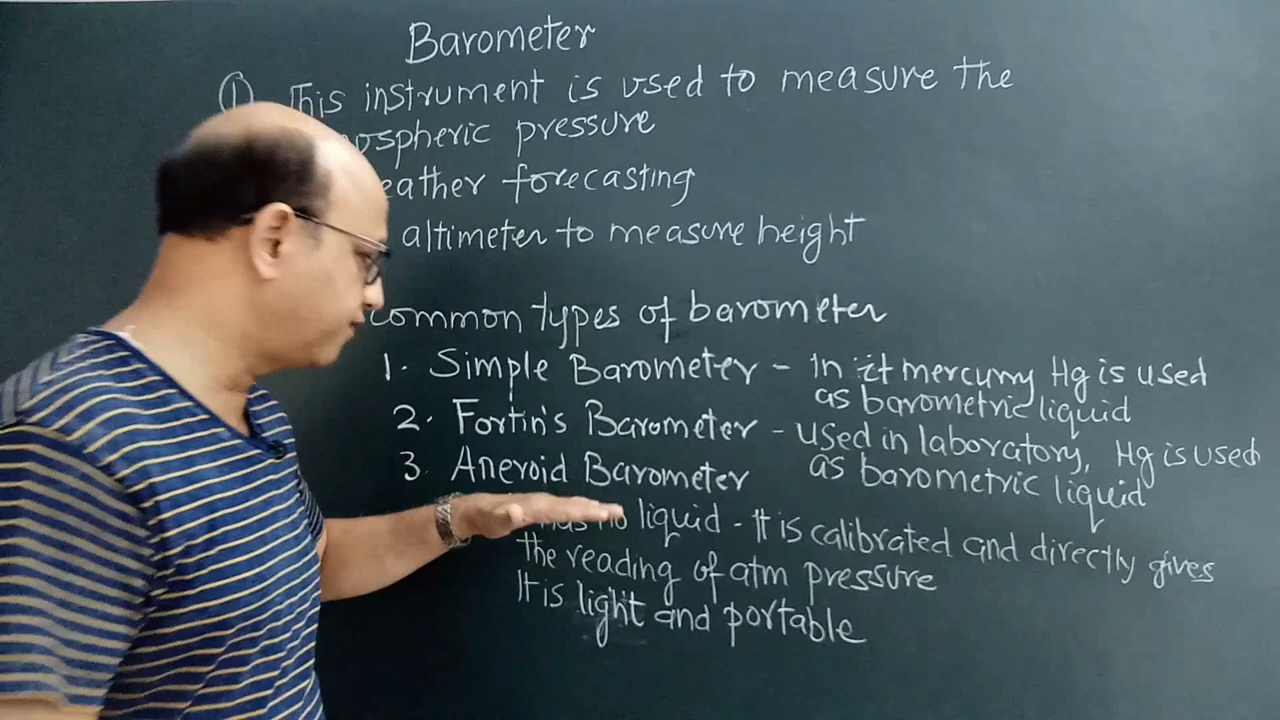 Barometer
① This instrument is used to measure the
pressure
forecasting
altimeter to measure height
common types of barometer
1. Simple Barometer - In it mercury Hg is used
as barometric liquid
2. Fortin's Barometer - used in laboratory, Hg is used
as barometric liquid
3. Aneroid Barometer
has no liquid - It is calibrated and directly gives
the reading of atm pressure
It is light and portable